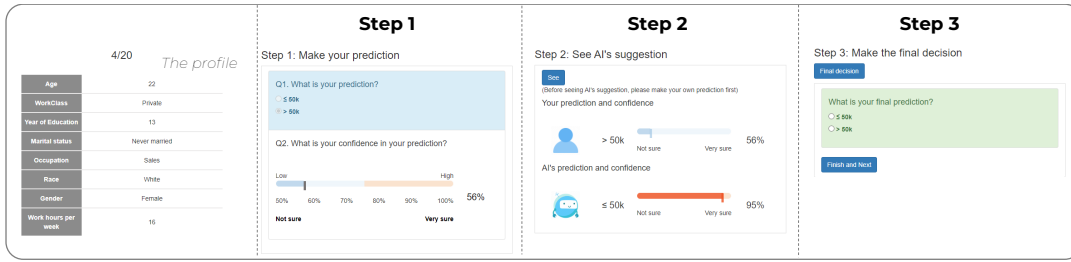 4/20
The profile
Age 22
WorkClass Private
Year of Education 13
Marital status Never married
Occupation Sales
Race White
Gender Female
Work hours per
week 16
Step 1
Step 1: Make your prediction
Q1. What is your prediction?
≤ 50k
> 50k
Q2. What is your confidence in your prediction?
Low High
50% 60% 70% 80% 90% 100% 56%
Not sure Very sure
Step 2
Step 2: See AI's suggestion
See
(Before seeing AI's suggestion, please make your own prediction first)
Your prediction and confidence
> 50k 56%
Not sure Very sure
AI's prediction and confidence
≤ 50k 95%
Not sure Very sure
Step 3
Step 3: Make the final decision
Final decision
What is your final prediction?
≤ 50k
> 50k
Finish and Next